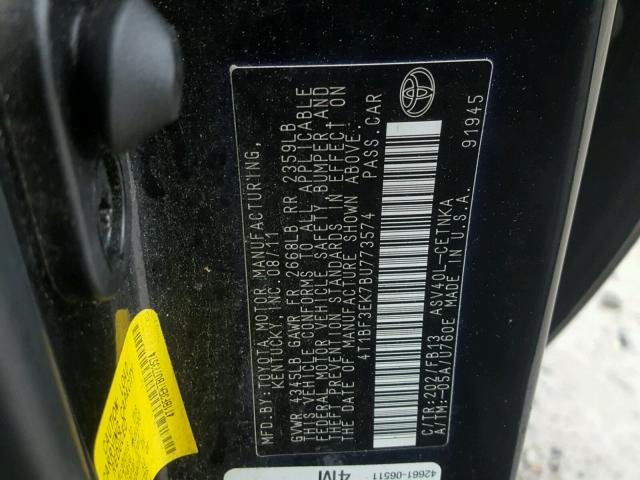 MFD. BY: TOYOTA MOTOR MANUFACTURING,
KENTUCKY INC. 08/11
GVWR 4345LB GAWR FR 2668LB RR 2359LB
THIS VEHICLE CONFORMS TO ALL APPLICABLE
FEDERAL MOTOR VEHICLE SAFETY, BUMPER AND
THEFT PREVENTION STANDARDS IN EFFECT ON
THE DATE OF MANUFACTURE SHOWN ABOVE.
4T1BF3EK7BU773574 PASS.CAR
C/TR:202/FB13 ASV40L-CETNKA
A/TM:-05A/U760E MADE IN U.S.A.
91945
4T1BF3EK7BU773574
42661-06511
4M